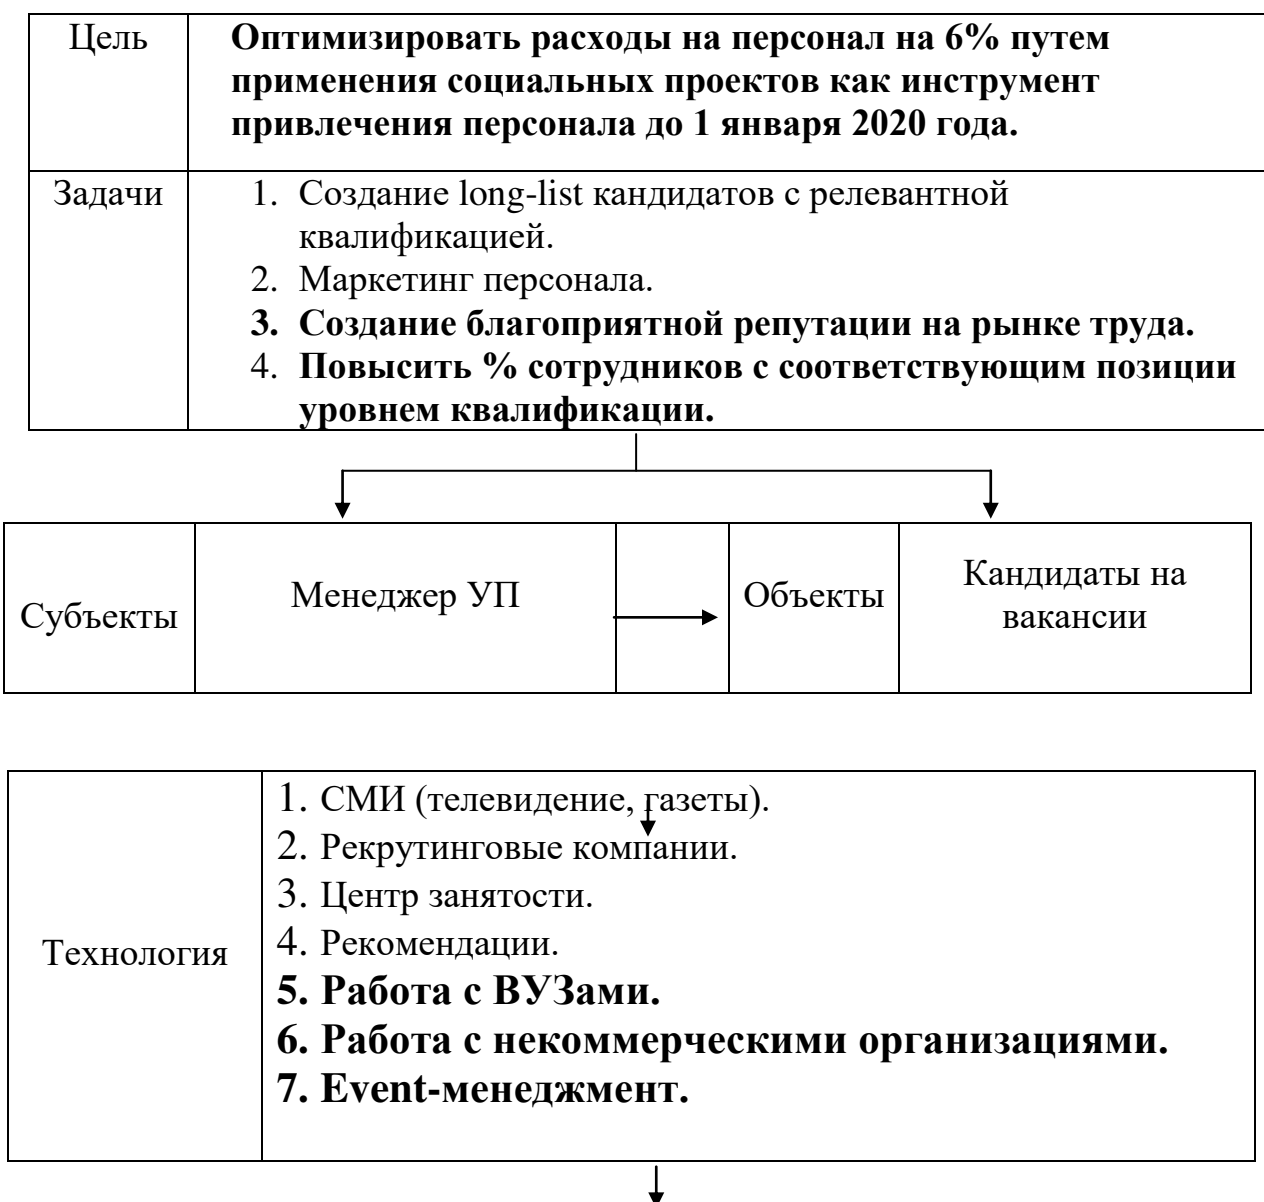 Цель
Оптимизировать расходы на персонал на 6% путем
применения социальных проектов как инструмент
привлечения персонала до 1 января 2020 года.
Задачи
1. Создание long-list кандидатов с релевантной
квалификацией.
2. Маркетинг персонала.
3. Создание благоприятной репутации на рынке труда.
4. Повысить % сотрудников с соответствующим позиции
уровнем квалификации.
Субъекты
Менеджер УП
Объекты
Кандидаты на
вакансии
Технология
1. СМИ (телевидение, газеты).
2. Рекрутинговые компании.
3. Центр занятости.
4. Рекомендации.
5. Работа с ВУЗами.
6. Работа с некоммерческими организациями.
7. Event-менеджмент.